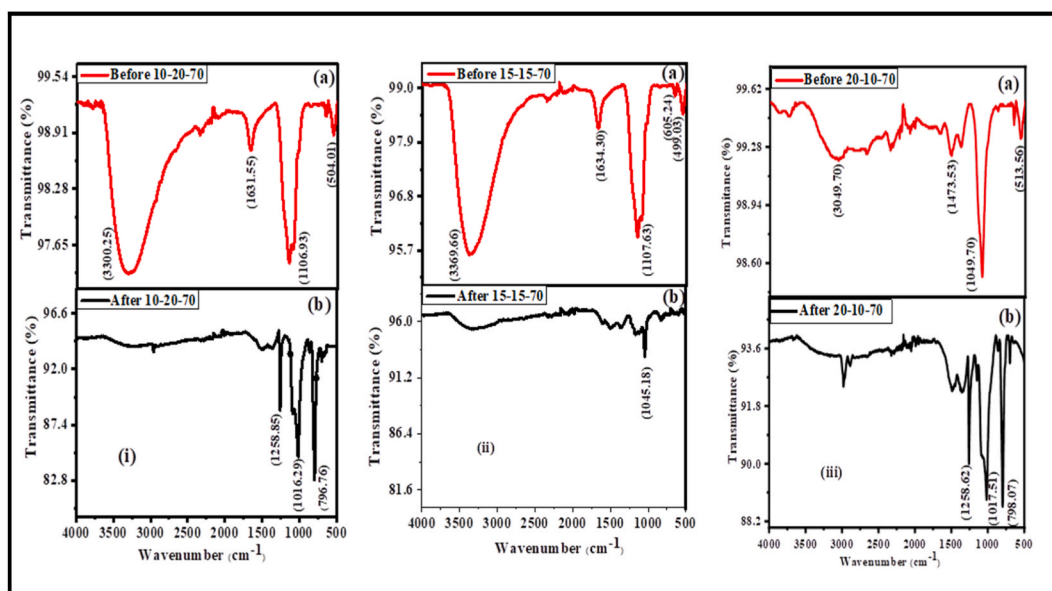 Before 10-20-70
(a)
99.54
98.91
98.28
97.65
Transmittance (%)
(3300.25)
(1631.55)
(1106.93)
(504.01)
After 10-20-70
(b)
96.6
92.0
87.4
82.8
Transmittance (%)
(i)
(1258.85)
(1016.29)
(796.76)
4000 3500 3000 2500 2000 1500 1000 500
Wavenumber (cm-1)
Before 15-15-70
(a)
99.0
97.9
96.8
95.7
Transmittance (%)
(3369.66)
(1634.30)
(1107.63)
(605.24)
(499.03)
After 15-15-70
(b)
96.0
91.2
86.4
81.6
Transmittance (%)
(ii)
(1045.18)
4000 3500 3000 2500 2000 1500 1000 500
Wavenumber (cm-1)
Before 20-10-70
(a)
99.62
99.28
98.94
98.60
Transmittance (%)
(3049.70)
(1473.53)
(1049.70)
(513.56)
After 20-10-70
(b)
93.6
91.8
90.0
88.2
Transmittance (%)
(iii)
(1258.62)
(1017.51)
(798.07)
4000 3500 3000 2500 2000 1500 1000 500
Wavenumber (cm-1)